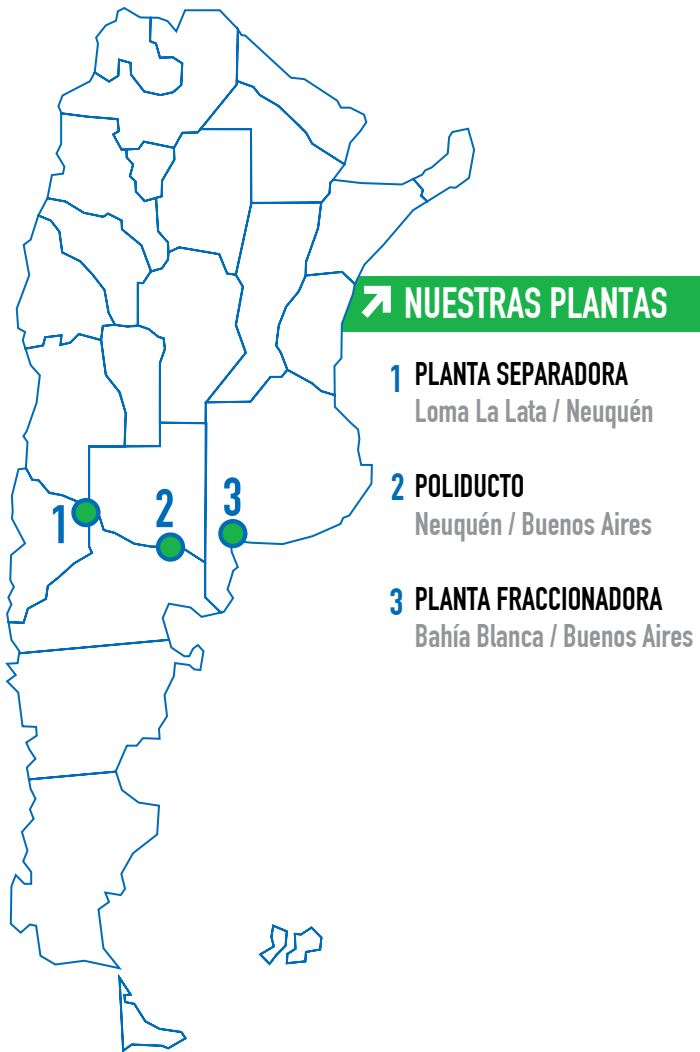 NUESTRAS PLANTAS
1 PLANTA SEPARADORA
Loma La Lata / Neuquén
2 POLIDUCTO
Neuquén / Buenos Aires
3 PLANTA FRACCIONADORA
Bahía Blanca / Buenos Aires
1
2
3